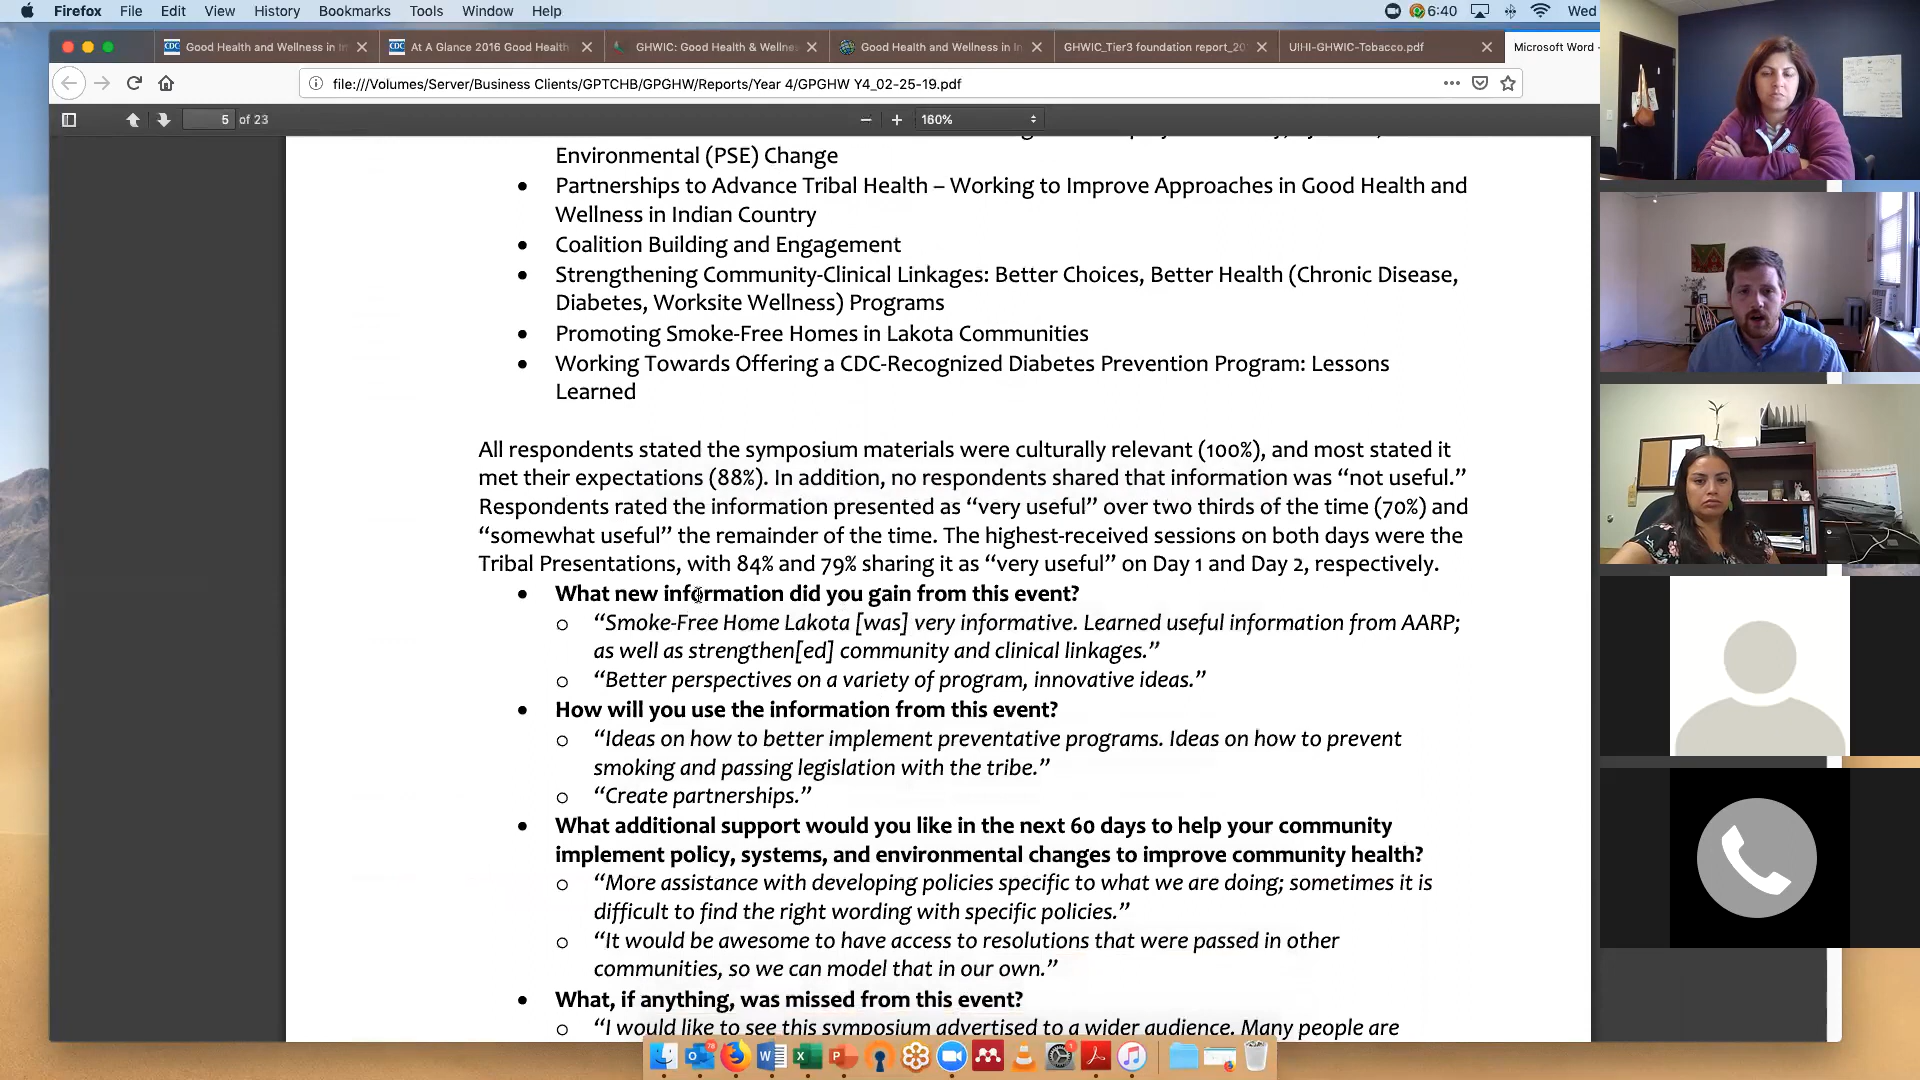 Firefox File Edit View History Bookmarks Tools Window Help 6:40 Wed
Good Health and Wellness in In At A Glance 2016 Good Health GHWIC: Good Health & Wellnes Good Health and Wellness in In GHWIC_Tier3 foundation report_20 UIHI-GHWIC-Tobacco.pdf Microsoft Word -
file:///Volumes/Server/Business Clients/GPTCHB/GPGHW/Reports/Year 4/GPGHW Y4_02-25-19.pdf
5 of 23 160%
Environmental (PSE) Change
• Partnerships to Advance Tribal Health – Working to Improve Approaches in Good Health and
Wellness in Indian Country
• Coalition Building and Engagement
• Strengthening Community-Clinical Linkages: Better Choices, Better Health (Chronic Disease,
Diabetes, Worksite Wellness) Programs
• Promoting Smoke-Free Homes in Lakota Communities
• Working Towards Offering a CDC-Recognized Diabetes Prevention Program: Lessons
Learned
All respondents stated the symposium materials were culturally relevant (100%), and most stated it
met their expectations (88%). In addition, no respondents shared that information was “not useful.”
Respondents rated the information presented as “very useful” over two thirds of the time (70%) and
“somewhat useful” the remainder of the time. The highest-received sessions on both days were the
Tribal Presentations, with 84% and 79% sharing it as “very useful” on Day 1 and Day 2, respectively.
• What new information did you gain from this event?
o “Smoke-Free Home Lakota [was] very informative. Learned useful information from AARP;
as well as strengthen[ed] community and clinical linkages.”
o “Better perspectives on a variety of program, innovative ideas.”
• How will you use the information from this event?
o “Ideas on how to better implement preventative programs. Ideas on how to prevent
smoking and passing legislation with the tribe.”
o “Create partnerships.”
• What additional support would you like in the next 60 days to help your community
implement policy, systems, and environmental changes to improve community health?
o “More assistance with developing policies specific to what we are doing; sometimes it is
difficult to find the right wording with specific policies.”
o “It would be awesome to have access to resolutions that were passed in other
communities, so we can model that in our own.”
• What, if anything, was missed from this event?
o “I would like to see this symposium advertised to a wider audience. Many people are